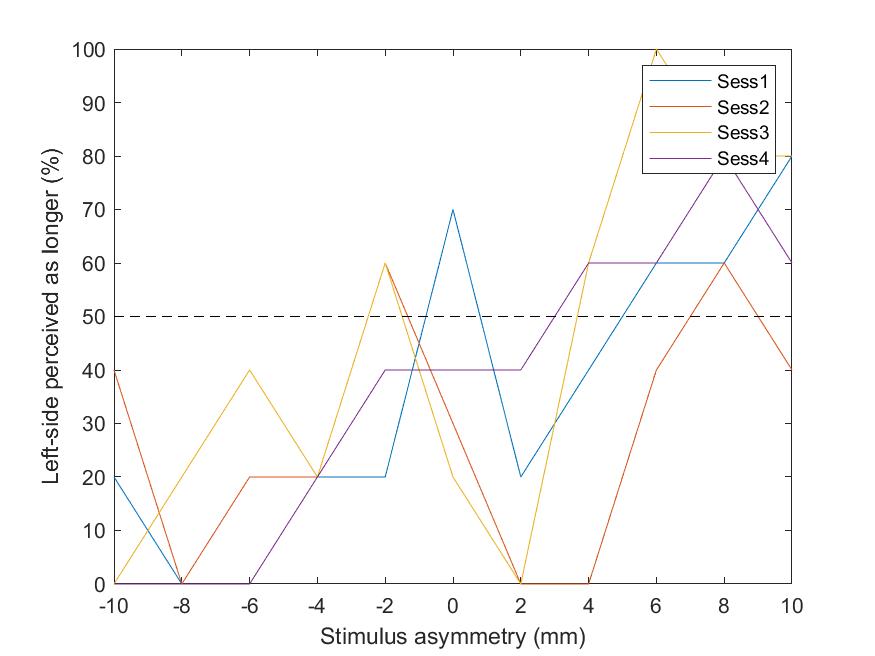 100
90
80
70
60
50
40
30
20
10
0
Left-side perceived as longer (%)
Sess1
Sess2
Sess3
Sess4
-10 -8 -6 -4 -2 0 2 4 6 8 10
Stimulus asymmetry (mm)